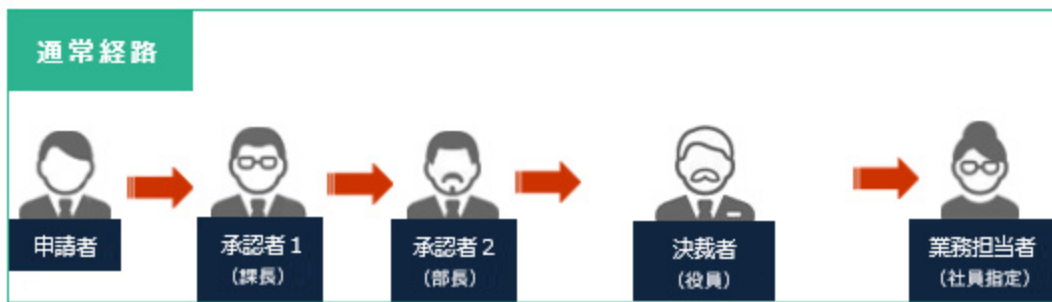 通常経路
申請者
承認者1
(課長)
承認者2
(部長)
決裁者
(役員)
業務担当者
(社員指定)